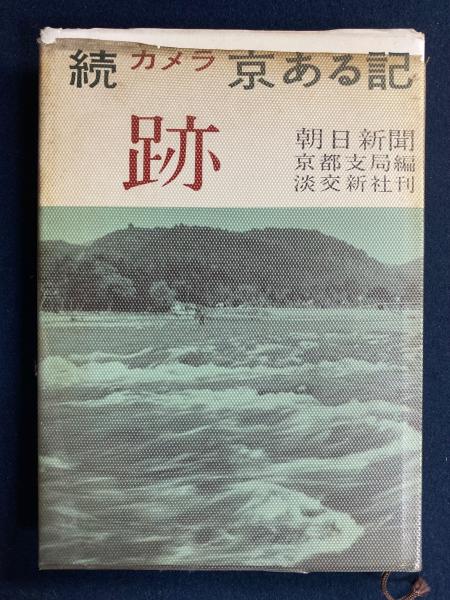 続 カメラ 京ある記
跡
朝日新聞
京都支局編
淡交新社刊